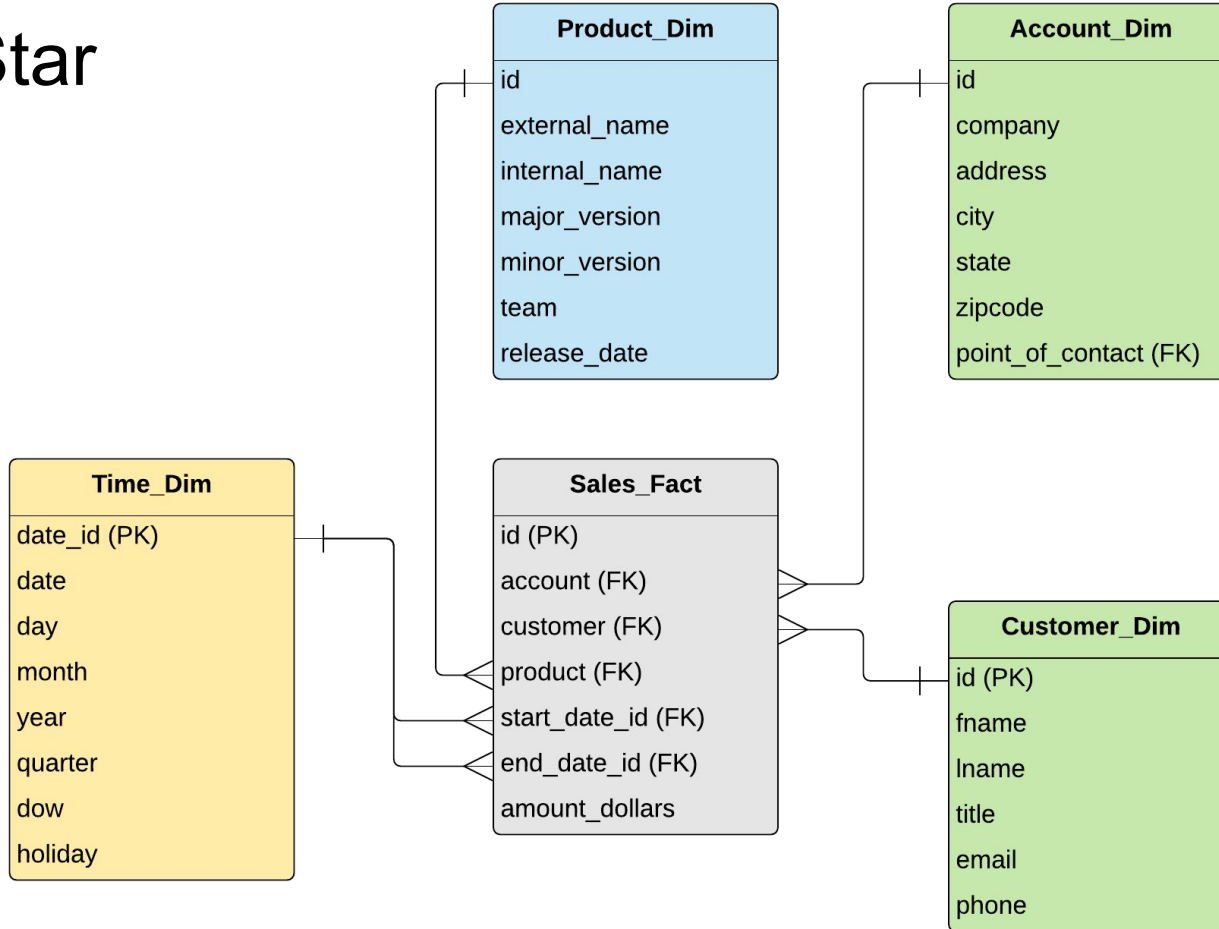 Star
Product_Dim
id
external_name
internal_name
major_version
minor_version
team
release_date
Account_Dim
id
company
address
city
state
zipcode
point_of_contact (FK)
Time_Dim
date_id (PK)
date
day
month
year
quarter
dow
holiday
Sales_Fact
id (PK)
account (FK)
customer (FK)
product (FK)
start_date_id (FK)
end_date_id (FK)
amount_dollars
Customer_Dim
id (PK)
fname
lname
title
email
phone